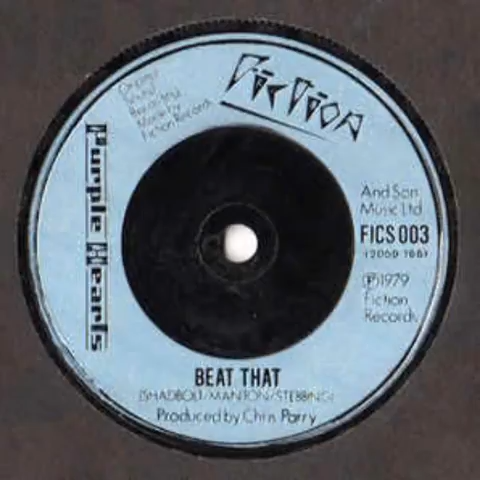 Fiction
Original
Sound
Recording
Made by
Fiction Records
Purple Hearts
And Son
Music Ltd
FICS 003
(2059 166)
Ⓟ 1979
Fiction
Records
BEAT THAT
(SHADBOLT/MANTON/STEBBING)
Produced by Chris Parry